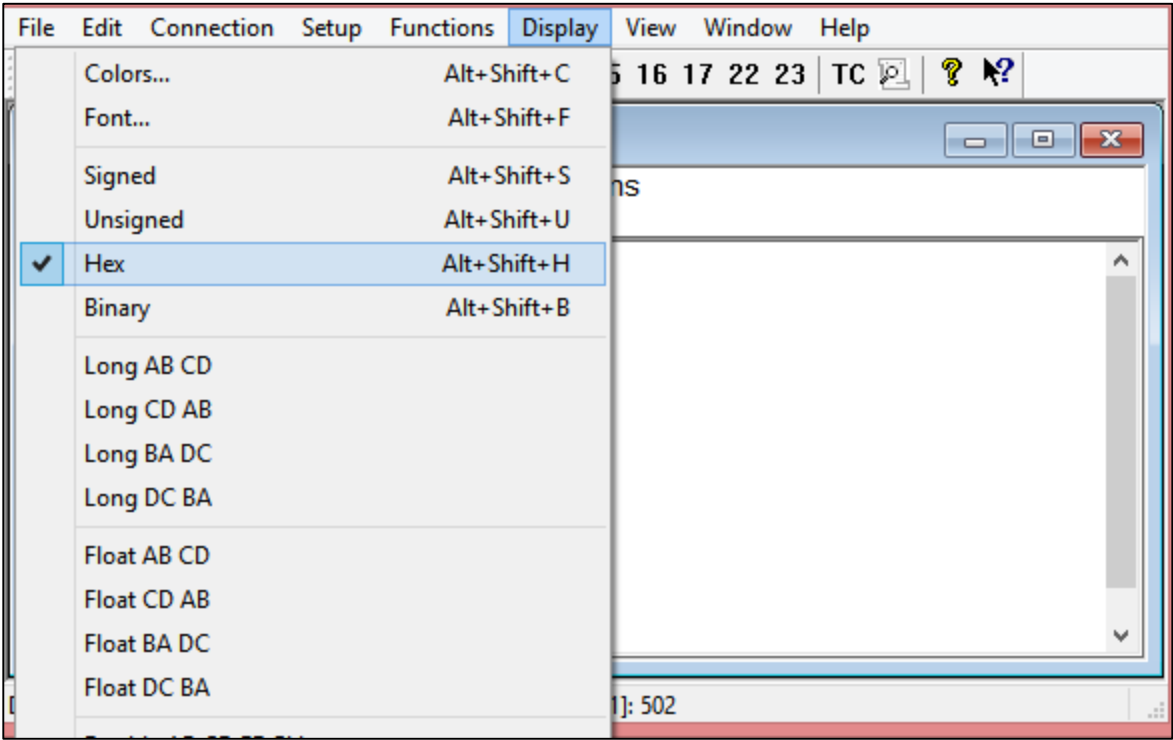 File Edit Connection Setup Functions Display View Window Help
16 17 22 23 TC
Colors... Alt+Shift+C
Font... Alt+Shift+F
Signed Alt+Shift+S
Unsigned Alt+Shift+U
Hex Alt+Shift+H
Binary Alt+Shift+B
Long AB CD
Long CD AB
Long BA DC
Long DC BA
Float AB CD
Float CD AB
Float BA DC
Float DC BA
502